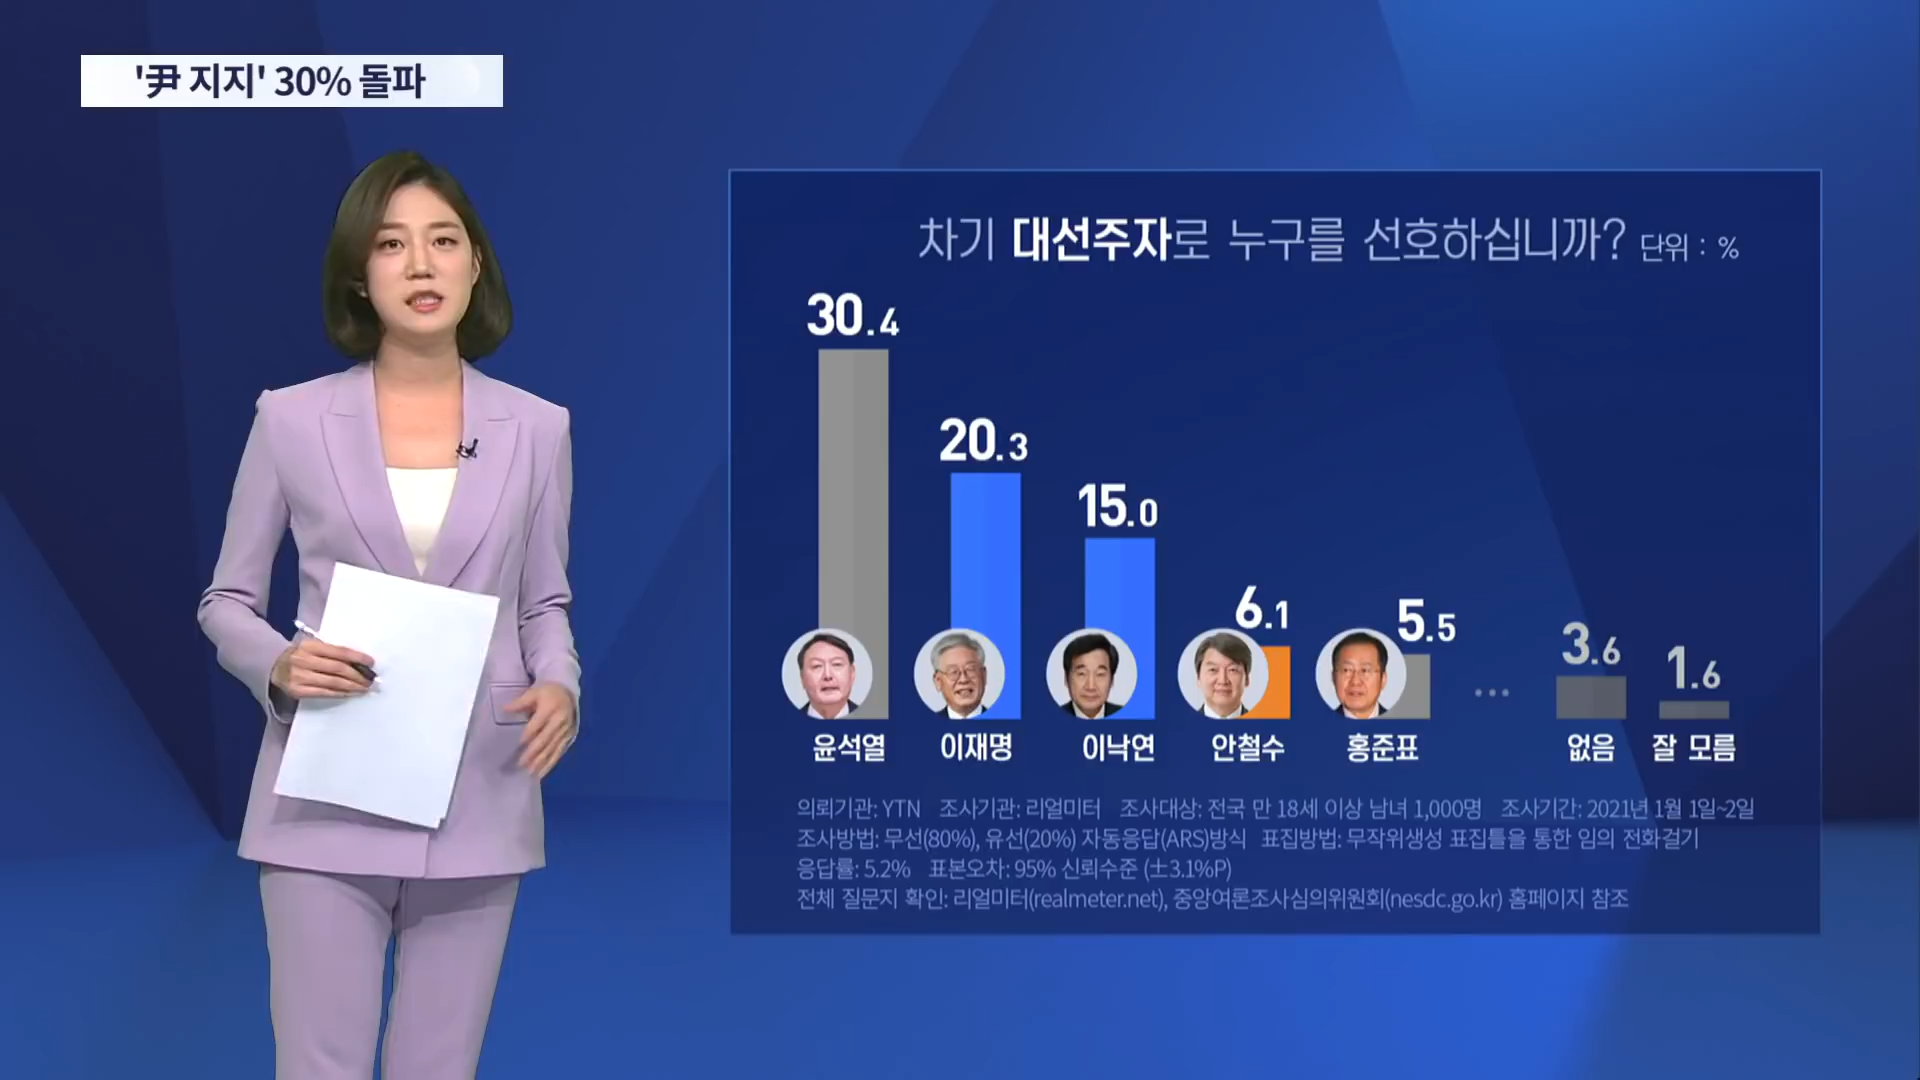 '尹 지지' 30% 돌파
차기 대선주자로 누구를 선호하십니까? 단위 : %
30.4
20.3
15.0
6.1
5.5
...
3.6
1.6
윤석열 이재명 이낙연 안철수 홍준표 없음 잘 모름
의뢰기관: YTN 조사기관: 리얼미터 조사대상: 전국 만 18세 이상 남녀 1,000명 조사기간: 2021년 1월 1일~2일
조사방법: 무선(80%), 유선(20%) 자동응답(ARS)방식 표집방법: 무작위생성 표집틀을 통한 임의 전화걸기
응답률: 5.2% 표본오차: 95% 신뢰수준 (±3.1%P)
전체 질문지 확인: 리얼미터(realmeter.net), 중앙여론조사심의위원회(nesdc.go.kr) 홈페이지 참조